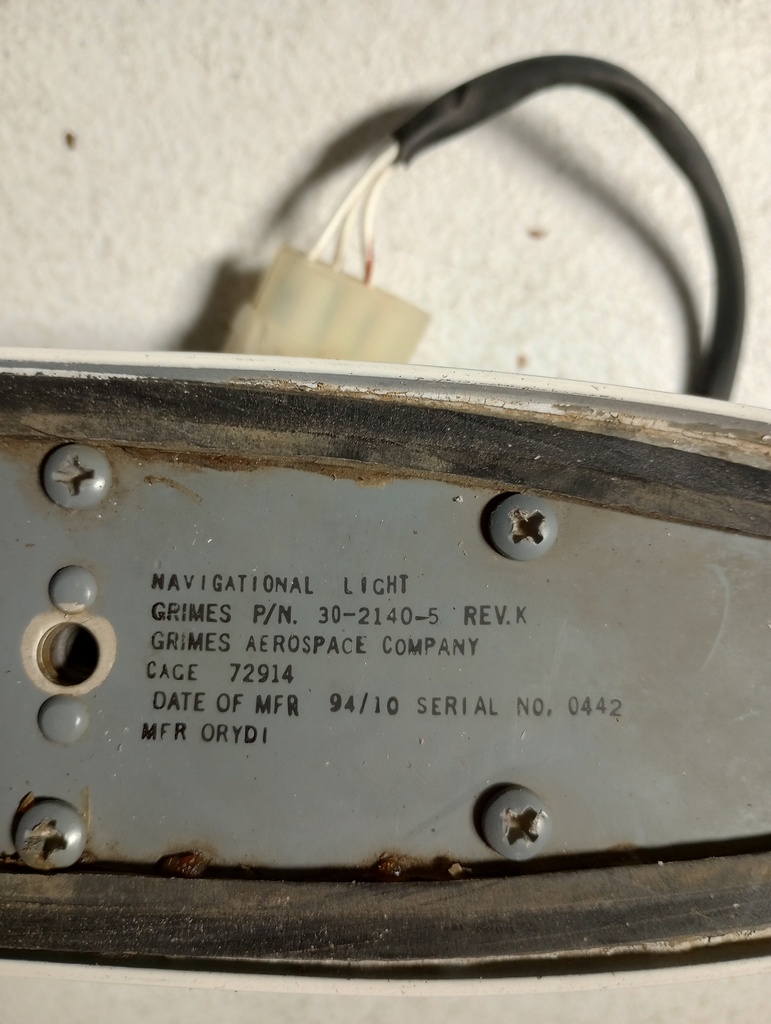 NAVIGATIONAL LIGHT
GRIMES P/N. 30-2140-5 REV.K
GRIMES AEROSPACE COMPANY
CAGE 72914
DATE OF MFR 94/10 SERIAL NO. 0442
MFR ORYD1